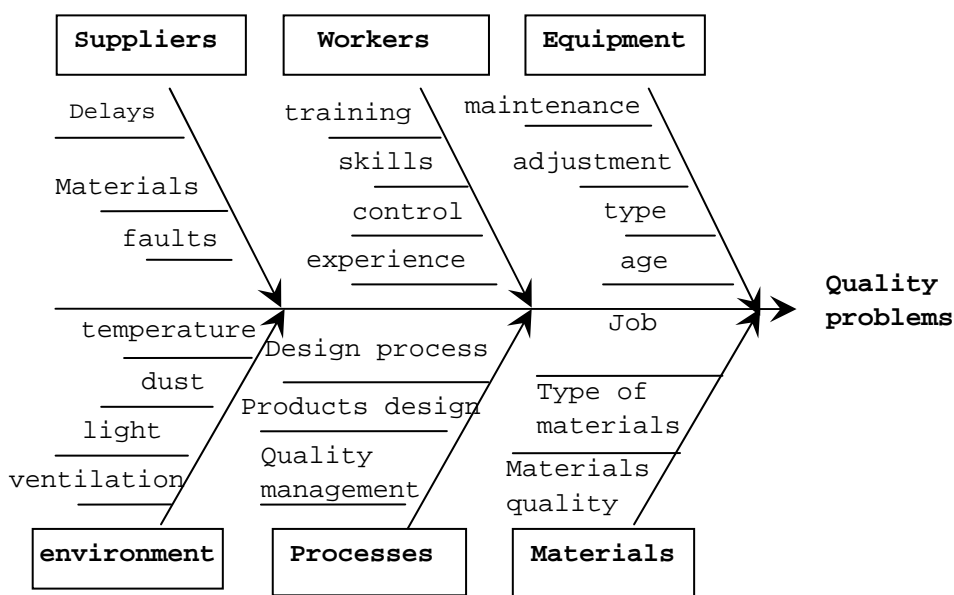 Suppliers
Workers
Equipment
Delays
Materials
faults
training
skills
control
experience
maintenance
adjustment
type
age
Quality
problems
temperature
dust
light
ventilation
Design process
Products design
Quality
management
Job
Type of
materials
Materials
quality
environment
Processes
Materials